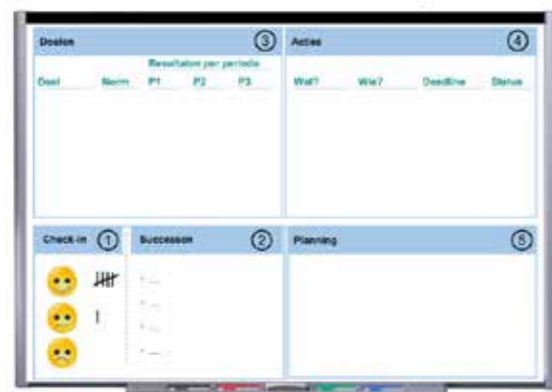 Doelen 3
Resultaten per periode
Doel Norm P1 P2 P3
Acties 4
Wat? Wie? Deadline Status
Check-in 1
Successen 2
Planning 5